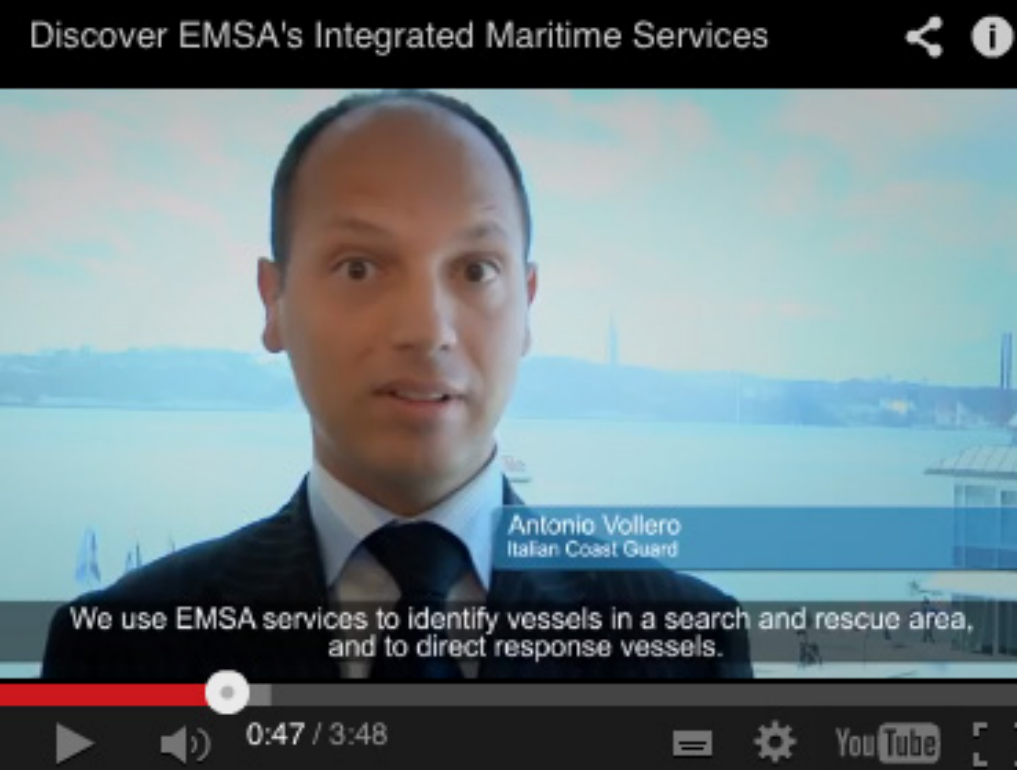 Discover EMSA's Integrated Maritime Services
Antonio Vollero
Italian Coast Guard
We use EMSA services to identify vessels in a search and rescue area,
and to direct response vessels.
0:47 / 3:48
YouTube